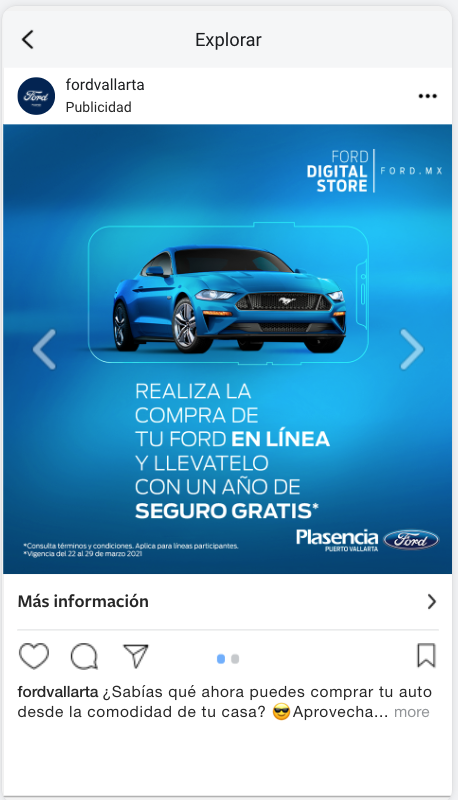 Explorar
fordvallarta
Publicidad
FORD
DIGITAL
STORE
FORD.MX
REALIZA LA
COMPRA DE
TU FORD EN LÍNEA
Y LLEVATELO
CON UN AÑO DE
SEGURO GRATIS*
*Consulta términos y condiciones. Aplica para líneas participantes.
*Vigencia del 22 al 29 de marzo 2021
Plasencia
PUERTO VALLARTA
Ford
Más información
fordvallarta ¿Sabías qué ahora puedes comprar tu auto
desde la comodidad de tu casa? 😎Aprovecha... more